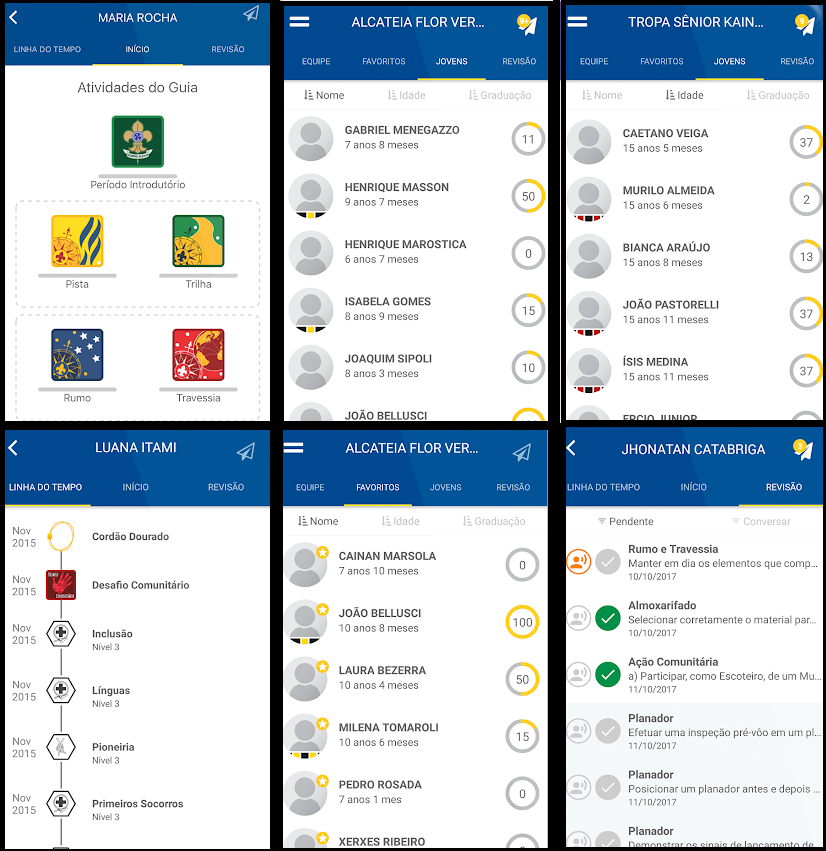 MARIA ROCHA
LINHA DO TEMPO INÍCIO REVISÃO
Atividades do Guia
Período Introdutório
Pista Trilha
Rumo Travessia
ALCATEIA FLOR VER...
9+
EQUIPE FAVORITOS JOVENS REVISÃO
Nome Idade Graduação
GABRIEL MENEGAZZO
7 anos 8 meses
11
HENRIQUE MASSON
9 anos 7 meses
50
HENRIQUE MAROSTICA
6 anos 7 meses
0
ISABELA GOMES
8 anos 9 meses
15
JOAQUIM SIPOLI
8 anos 3 meses
10
JOÃO BELLUSCI
TROPA SÊNIOR KAIN...
9
EQUIPE FAVORITOS JOVENS REVISÃO
Nome Idade Graduação
CAETANO VEIGA
15 anos 5 meses
37
MURILO ALMEIDA
15 anos 6 meses
2
BIANCA ARAÚJO
15 anos 8 meses
13
JOÃO PASTORELLI
15 anos 11 meses
37
ÍSIS MEDINA
15 anos 11 meses
37
ERCIO JUNIOR
LUANA ITAMI
LINHA DO TEMPO INÍCIO REVISÃO
Nov
2015
Cordão Dourado
Nov
2015
Desafio Comunitário
Nov
2015
Inclusão
Nível 3
Nov
2015
Línguas
Nível 3
Nov
2015
Pioneiria
Nível 3
Nov
2015
Primeiros Socorros
Nível 3
ALCATEIA FLOR VER...
EQUIPE FAVORITOS JOVENS REVISÃO
Nome Idade Graduação
CAINAN MARSOLA
7 anos 10 meses
0
JOÃO BELLUSCI
10 anos 8 meses
100
LAURA BEZERRA
10 anos 4 meses
50
MILENA TOMAROLI
10 anos 6 meses
15
PEDRO ROSADA
7 anos 1 mes
0
XERXES RIBEIRO
JHONATAN CATABRIGA
3
LINHA DO TEMPO INÍCIO REVISÃO
Pendente Conversar
Rumo e Travessia
Manter em dia os elementos que comp...
10/10/2017
Almoxarifado
Selecionar corretamente o material par...
10/10/2017
Ação Comunitária
a) Participar, como Escoteiro, de um Mu...
11/10/2017
Planador
Efetuar uma inspeção pré-vôo em um pl...
11/10/2017
Planador
Posicionar um planador antes e depois ...
11/10/2017
Planador
Demonstrar os sinais de lançamento de